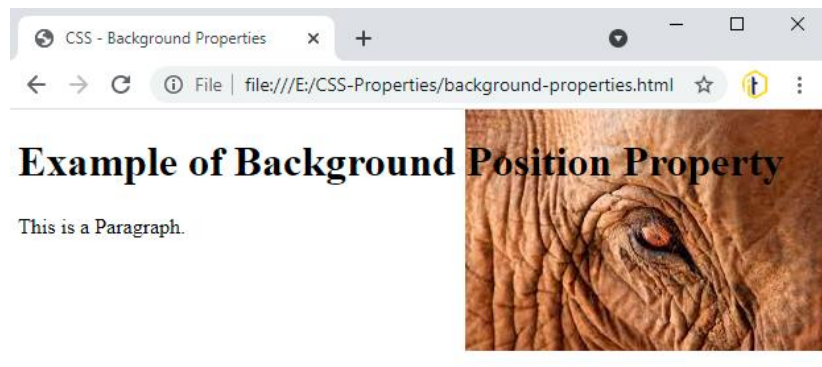 CSS - Background Properties
File | file:///E:/CSS-Properties/background-properties.html
Example of Background Position Property
This is a Paragraph.